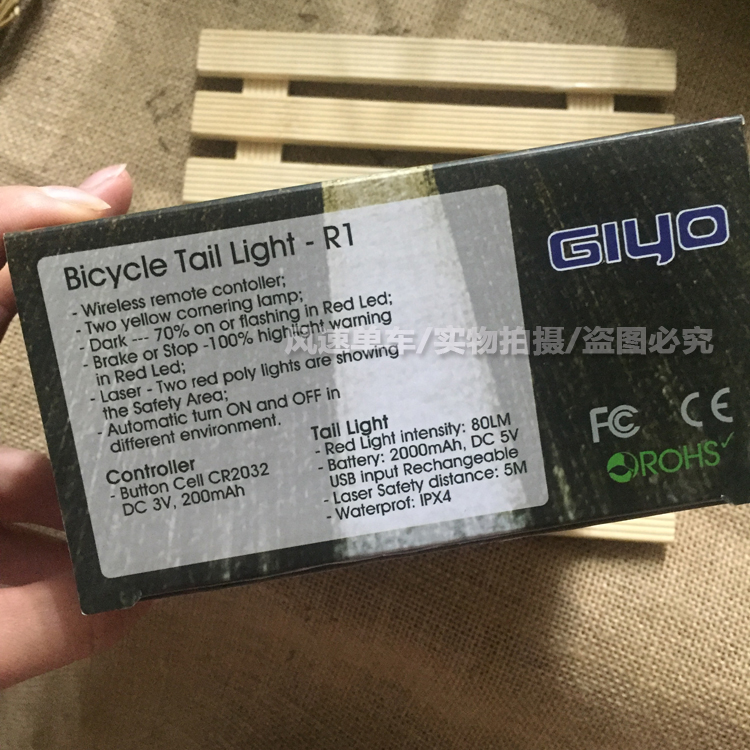 Bicycle Tail Light - R1
- Wireless remote contoller;
- Two yellow cornering lamp;
- Dark --- 70% on or flashing in Red Led;
- Brake or Stop -100% highlight warning
in Red Led;
- Laser - Two red poly lights are showing
the Safety Area;
- Automatic turn ON and OFF in
different environment.
Controller
- Button Cell CR2032
DC 3V, 200mAh
Tail Light
- Red Light intensity: 80LM
- Battery: 2000mAh, DC 5V
USB input Rechargeable
- Laser Safety distance: 5M
- Waterprof: IPX4
GIYO
风速单车/实物拍摄/盗图必究
FC CE
ROHS